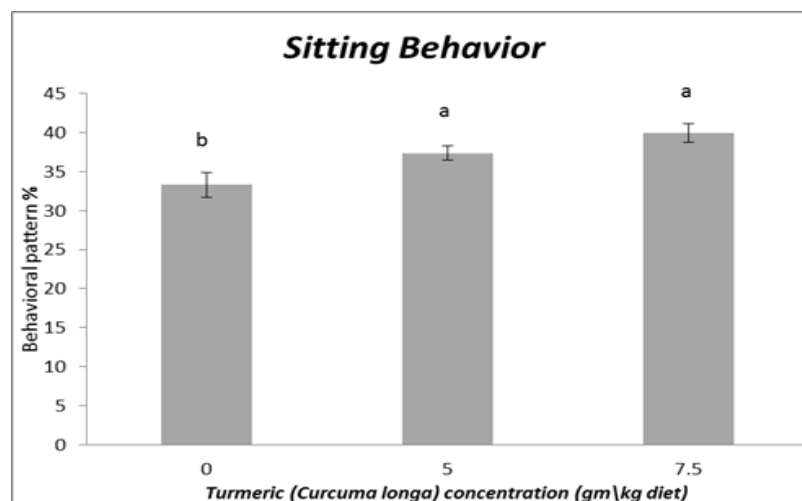 Sitting Behavior
45
40
35
30
25
20
15
10
5
0
Behavioral pattern %
b
a
a
0 5 7.5
Turmeric (Curcuma longa) concentration (gm\kg diet)